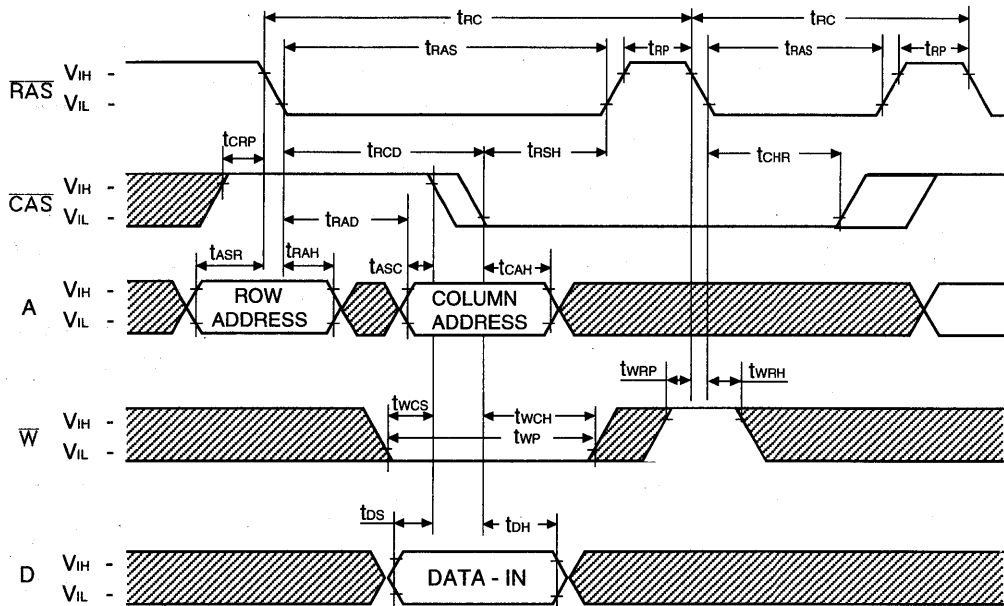 tRC tRC
tRAS tRP tRAS tRP
RAS VIH -
VIL -
tCRP tRCD tRSH tCHR
CAS VIH -
VIL -
tRAD
tASR tRAH tASC tCAH
A VIH -
VIL -
ROW
ADDRESS
COLUMN
ADDRESS
tWRP tWRH
tWCS tWCH
W VIH -
VIL -
tWP
tDS tDH
D VIH -
VIL -
DATA - IN